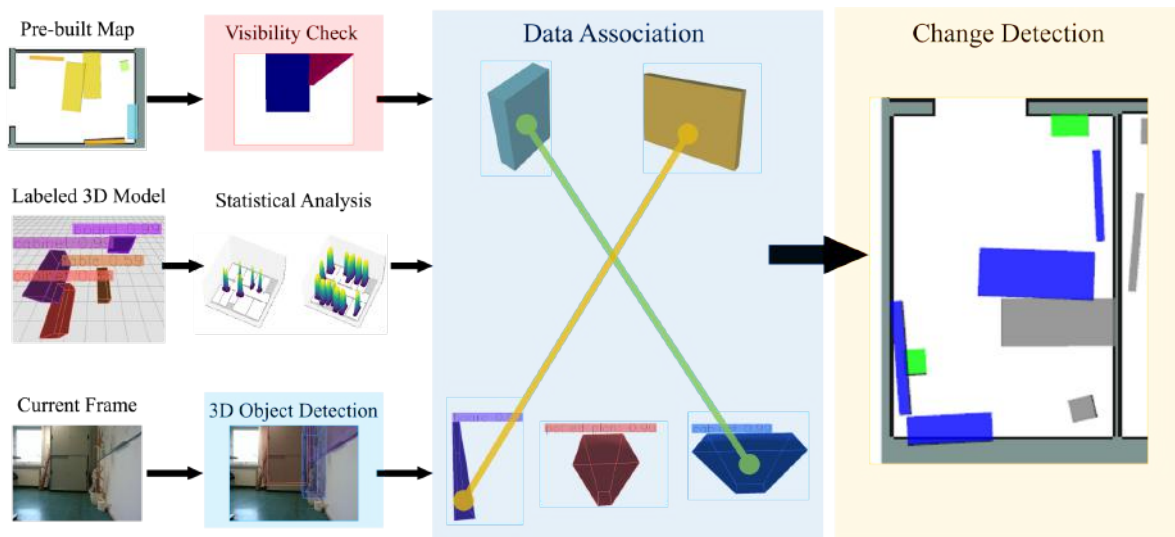 Pre-built Map
Visibility Check
Data Association
Change Detection
Labeled 3D Model
Statistical Analysis
Current Frame
3D Object Detection